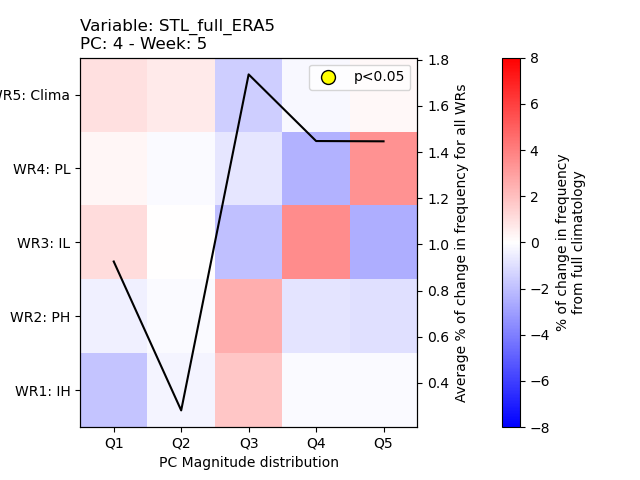 Variable: STL_full_ERA5
PC: 4 - Week: 5
p<0.05
WR5: Clima
WR4: PL
WR3: IL
WR2: PH
WR1: IH
Q1 Q2 Q3 Q4 Q5
PC Magnitude distribution
1.8
1.6
1.4
1.2
1.0
0.8
0.6
0.4
Average % of change in frequency for all WRs
8
6
4
2
0
−2
−4
−6
−8
% of change in frequency
from full climatology